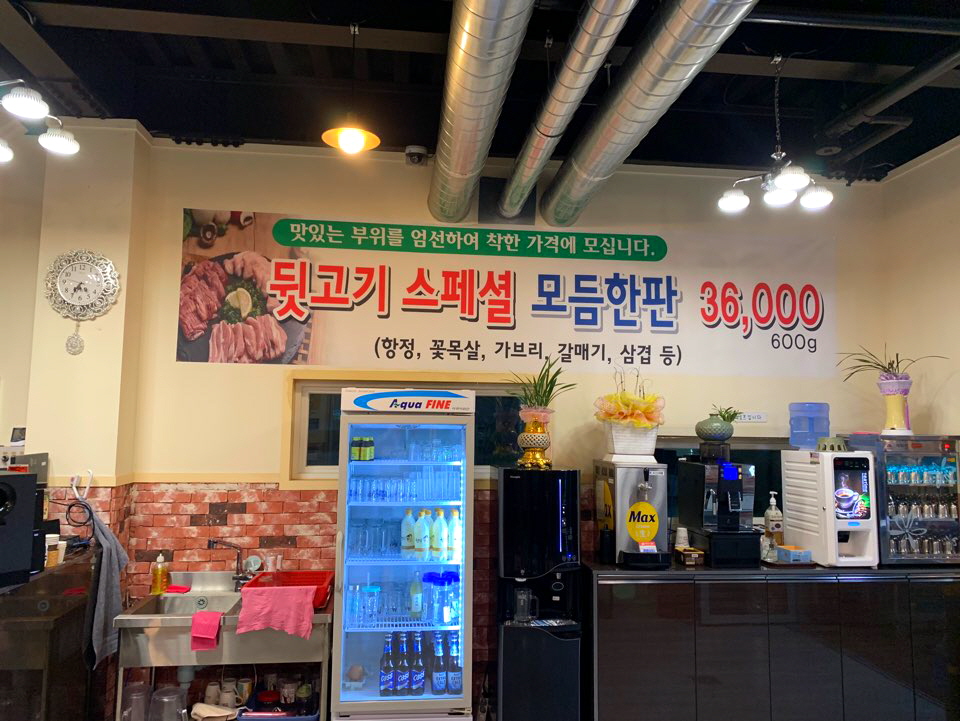 맛있는 부위를 엄선하여 착한 가격에 모십니다.
뒷고기 스페셜 모듬한판 36,000
600g
(항정, 꽃목살, 가브리, 갈매기, 삼겹 등)
Aqua FINE
Max
Cass